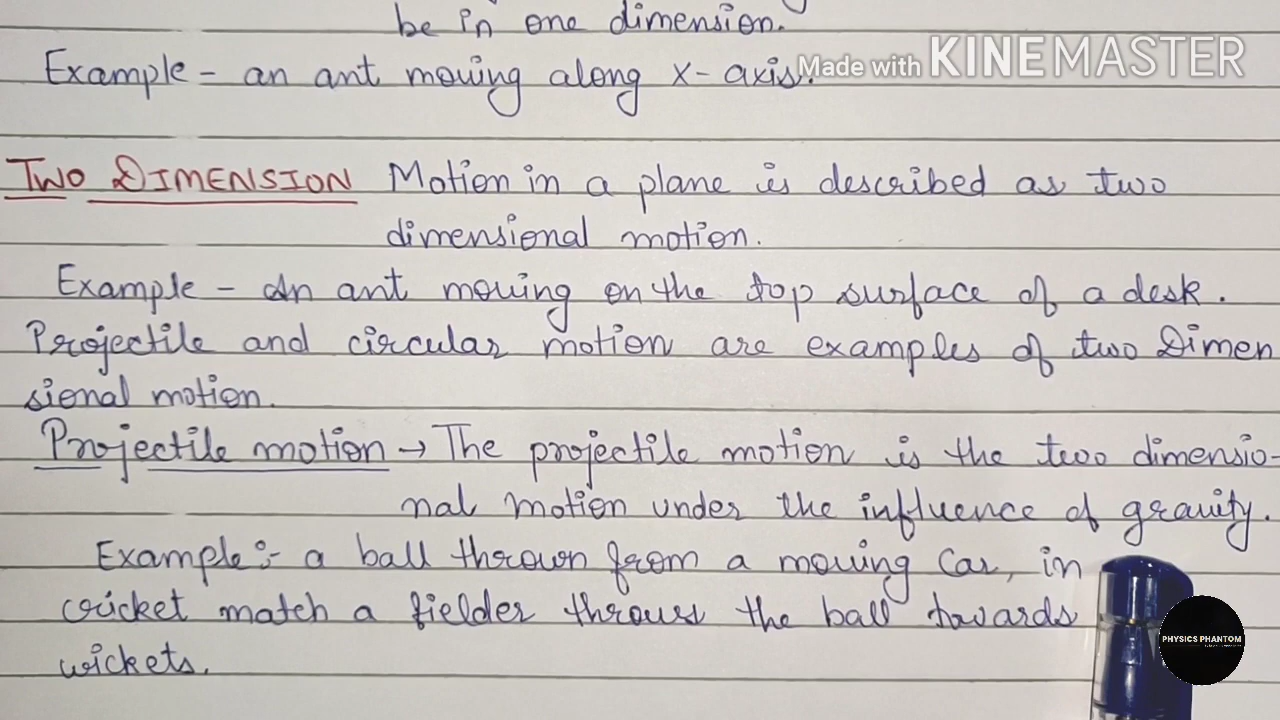 be in one dimension.
Example - an ant moving along x-axis.
Made with KINEMASTER
TWO DIMENSION Motion in a plane is described as two
dimensional motion.
Example - An ant moving on the top surface of a desk.
Projectile and circular motion are examples of two Dimen
sional motion.
Projectile motion → The projectile motion is the two dimensio-
nal motion under the influence of gravity.
Example :- a ball thrown from a moving Car, in
cricket match a fielder throws the ball towards
wickets.
PHYSICS PHANTOM